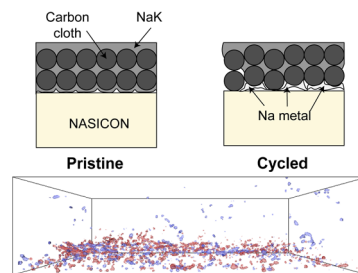 Carbon
cloth
NaK
NASICON
Na metal
Pristine
Cycled